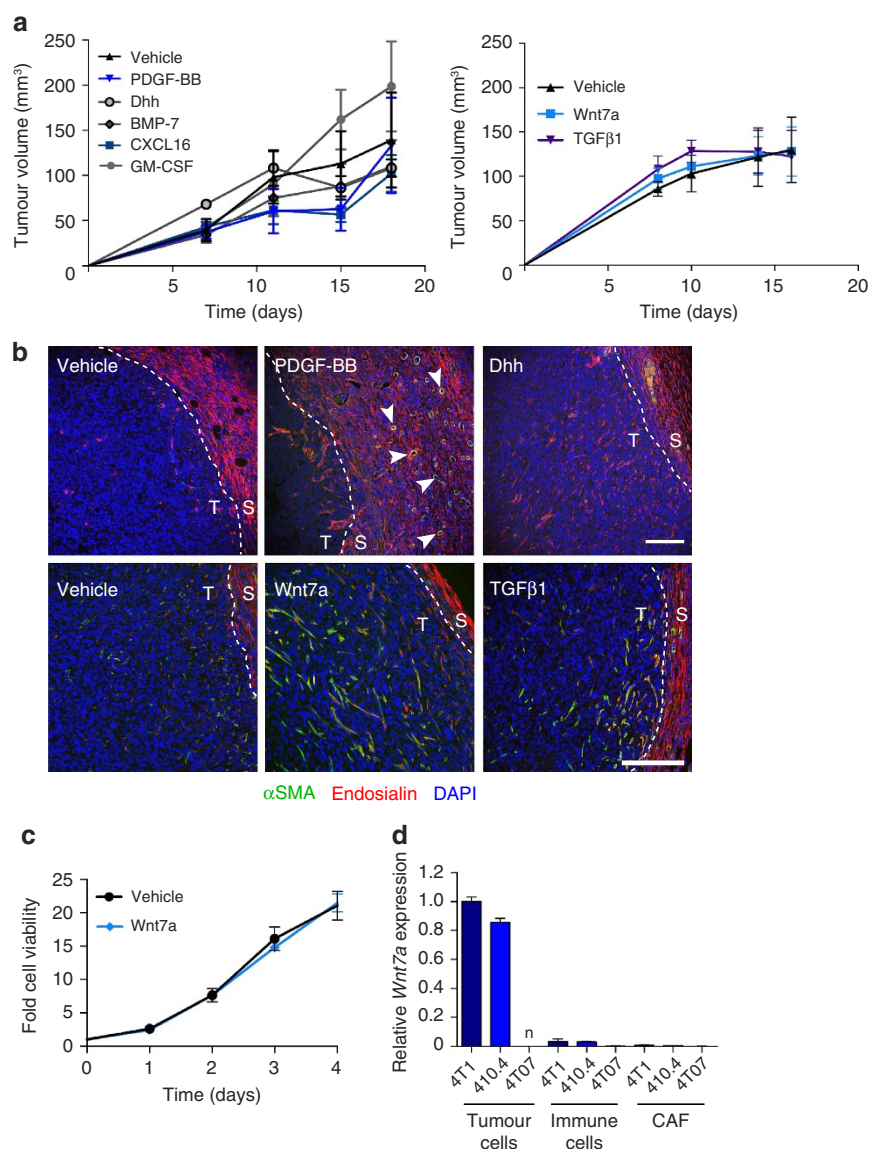 a
250
200
150
100
50
0
Tumour volume (mm³)
Vehicle
PDGF-BB
Dhh
BMP-7
CXCL16
GM-CSF
5 10 15 20
Time (days)
250
200
150
100
50
0
Tumour volume (mm³)
Vehicle
Wnt7a
TGFβ1
5 10 15 20
Time (days)
b
Vehicle
T S
PDGF-BB
T S
Dhh
T S
Vehicle
T S
Wnt7a
T S
TGFβ1
T S
αSMA Endosialin DAPI
c
25
20
15
10
5
0
Fold cell viability
Vehicle
Wnt7a
0 1 2 3 4
Time (days)
d
Relative Wnt7a expression
1.2
1.0
0.8
0.6
0.4
0.2
0
n
4T1 410.4 4T07 4T1 410.4 4T07 4T1 410.4 4T07
Tumour cells
Immune cells
CAF